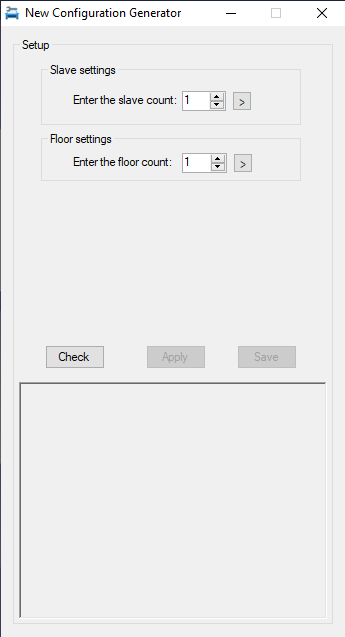 New Configuration Generator
Setup
Slave settings
Enter the slave count: 1 >
Floor settings
Enter the floor count: 1 >
Check Apply Save